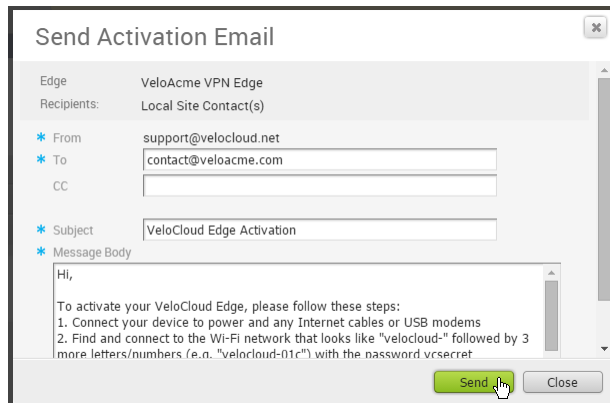 Send Activation Email
Edge VeloAcme VPN Edge
Recipients: Local Site Contact(s)
* From support@velocloud.net
* To contact@veloacme.com
CC
* Subject VeloCloud Edge Activation
* Message Body
Hi,
To activate your VeloCloud Edge, please follow these steps:
1. Connect your device to power and any Internet cables or USB modems
2. Find and connect to the Wi-Fi network that looks like "velocloud-" followed by 3
more letters/numbers (e.g. "velocloud-01c") with the password vcsecret
Send Close